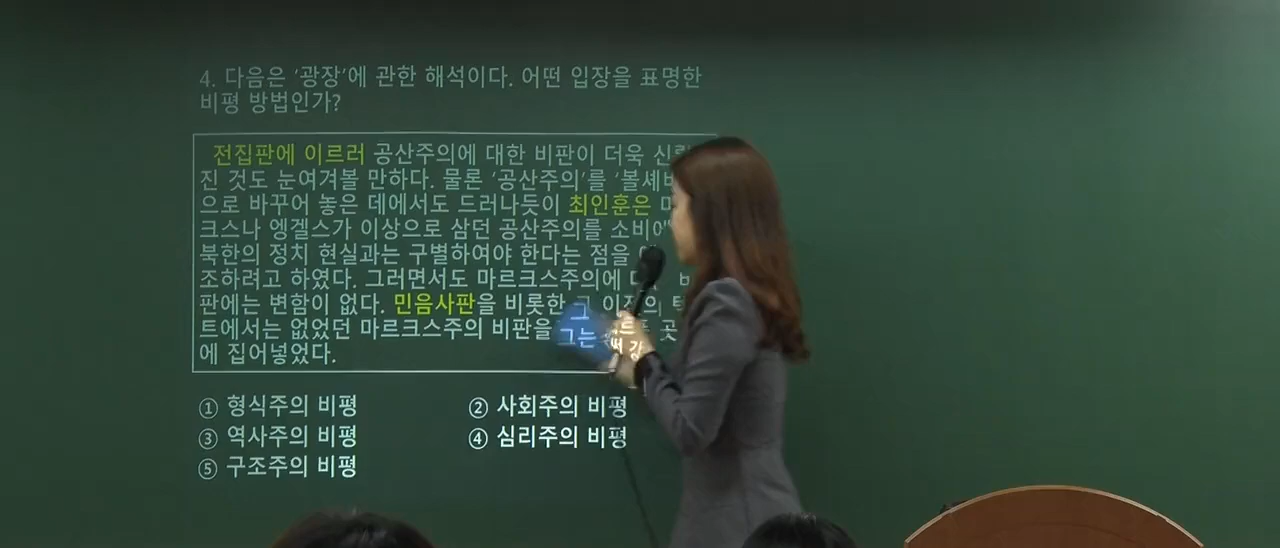 4. 다음은 '광장'에 관한 해석이다. 어떤 입장을 표명한
비평 방법인가?
전집판에 이르러 공산주의에 대한 비판이 더욱
진 것도 눈여겨볼 만하다. 물론 '공산주의'를
으로 바꾸어 놓은 데에서도 드러나듯이 최인훈은
크스나 엥겔스가 이상으로 삼던 공산주의를
북한의 정치 현실과는 구별하여야 한다는 점을
조하려고 하였다. 그러면서도 마르크스주의에
판에는 변함이 없다. 민음사판을 비롯한 그
트에서는 없었던 마르크스주의 비판을 그는 곳
에 집어넣었다.
① 형식주의 비평 ② 사회주의 비평
③ 역사주의 비평 ④ 심리주의 비평
⑤ 구조주의 비평